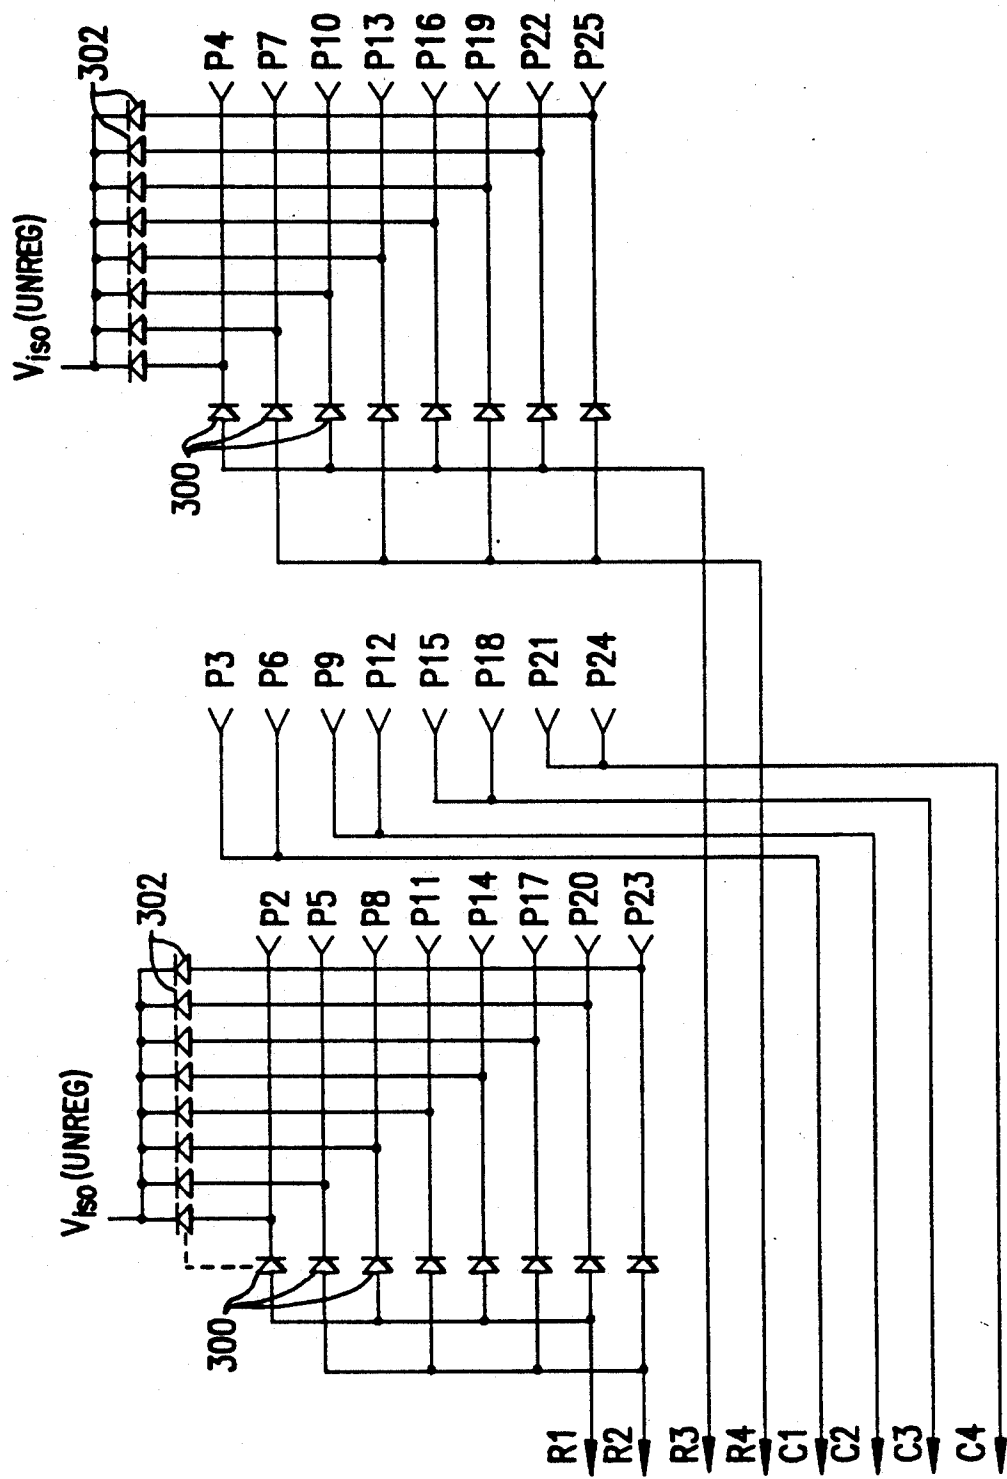 302
V_iso (UNREG)
P4
P7
P10
P13
P16
P19
P22
P25
300
P3
P6
P9
P12
P15
P18
P21
P24
302
V_iso (UNREG)
P2
P5
P8
P11
P14
P17
P20
P23
300
R1
R2
R3
R4
C1
C2
C3
C4